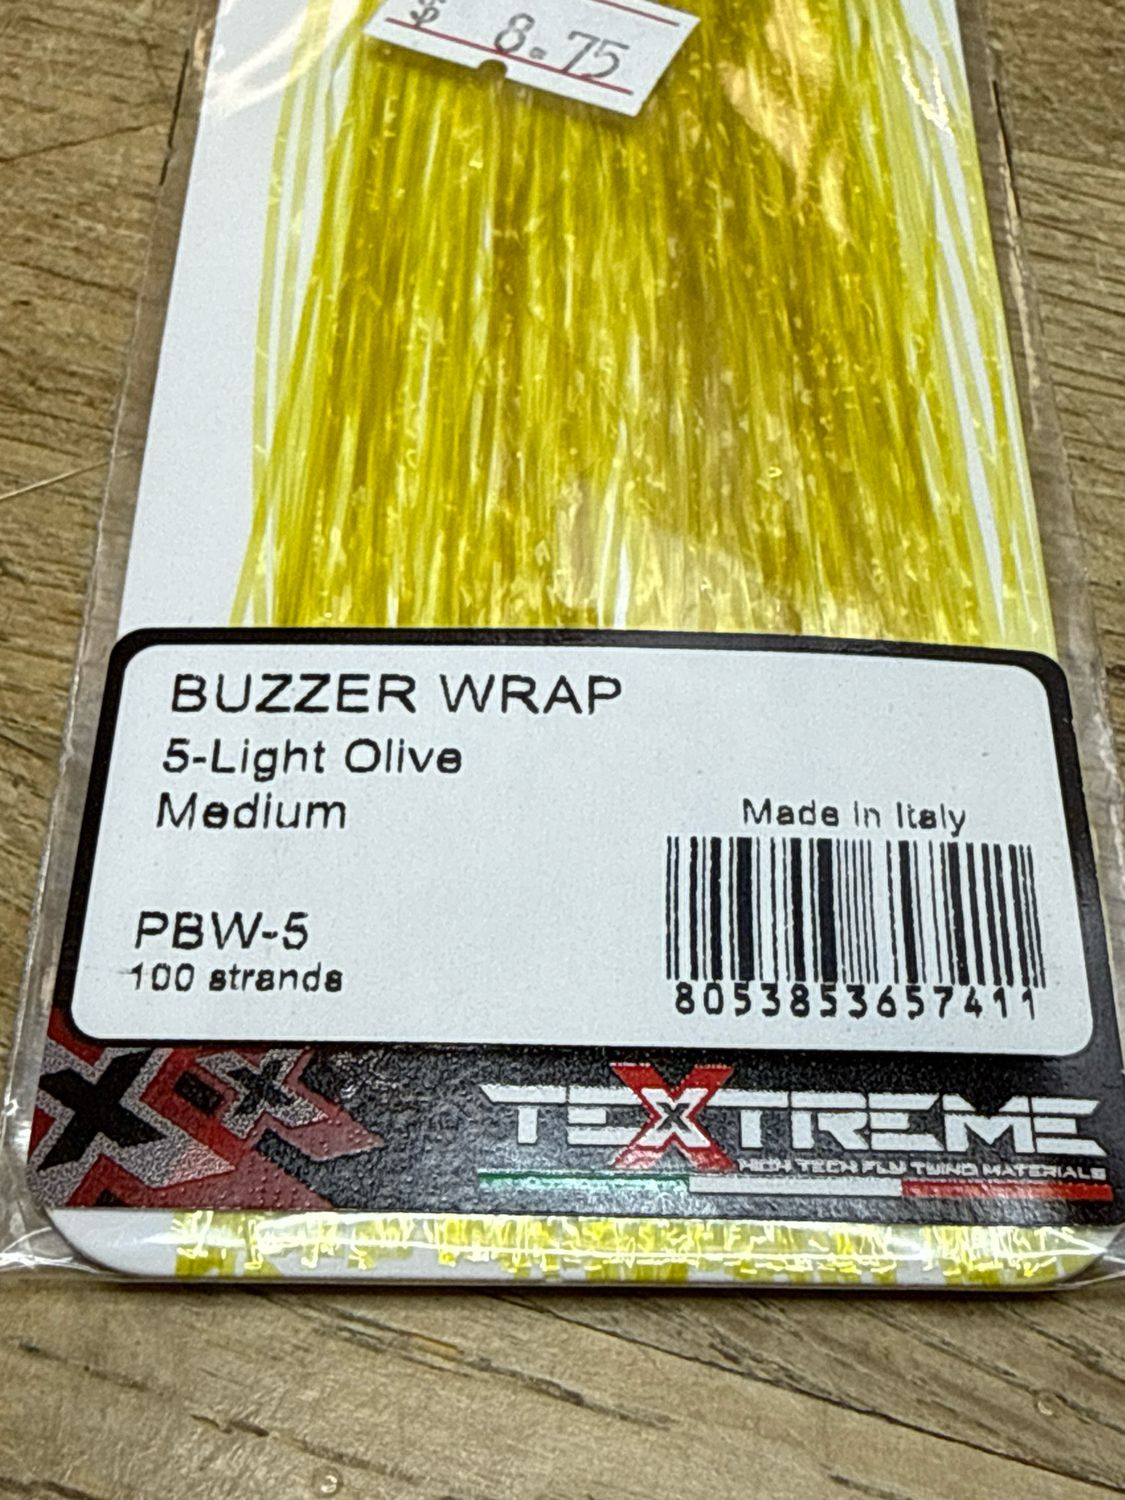 $ 8.75
BUZZER WRAP
5-Light Olive
Medium
Made in Italy
PBW-5
100 strands
8053853657411
TEXTREME
HIGH TECH FLY TYING MATERIALS